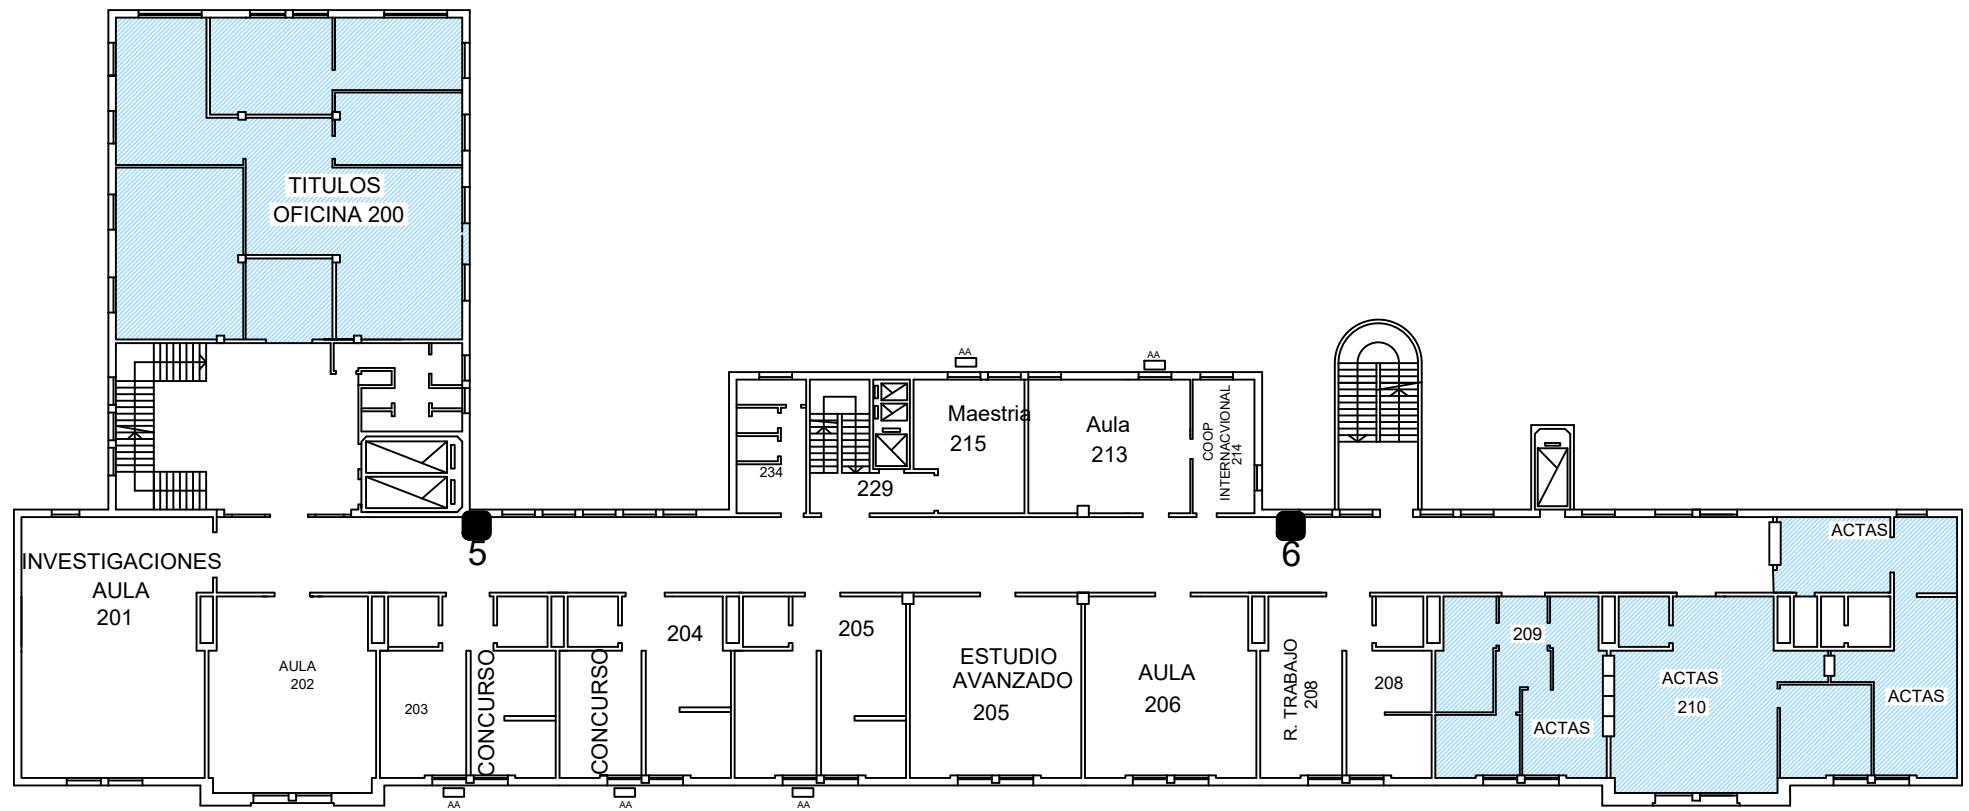 TITULOS
OFICINA 200
AA
AA
Maestria
215
Aula
213
COOP
INTERNACVIONAL
214
234
229
5
6
INVESTIGACIONES
AULA
201
AULA
202
203
CONCURSO
CONCURSO
204
205
ESTUDIO
AVANZADO
205
AULA
206
R. TRABAJO
208
208
209
ACTAS
ACTAS
210
ACTAS
ACTAS
AA
AA
AA